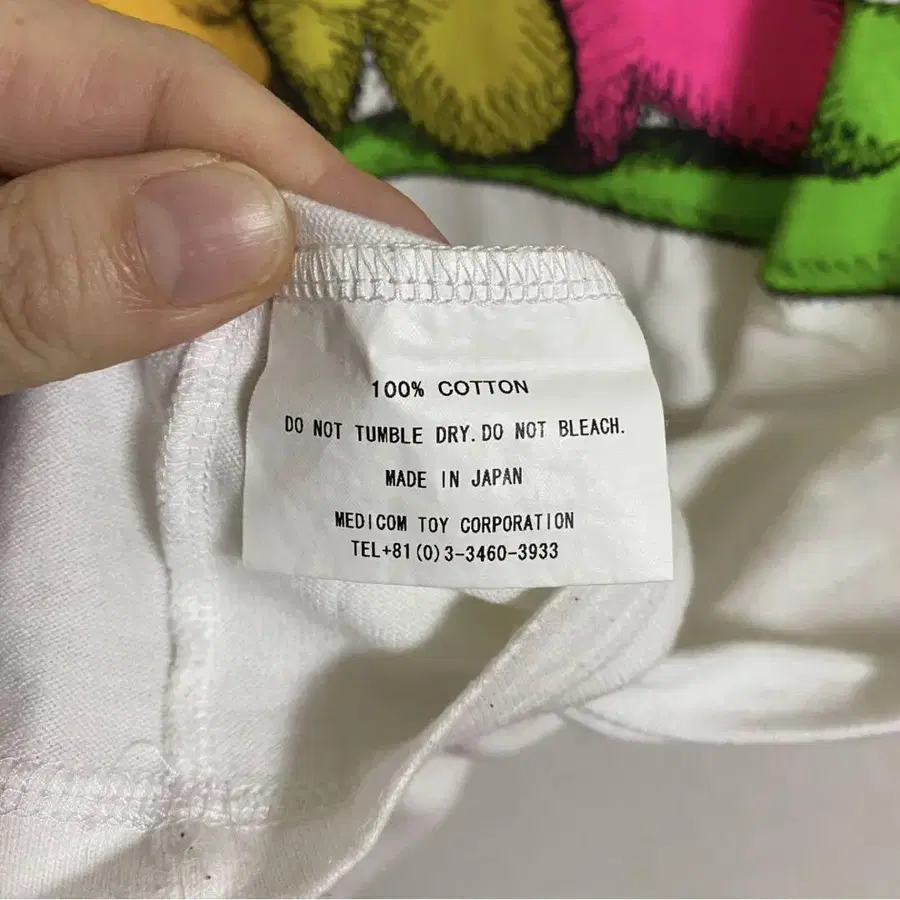 100% COTTON
DO NOT TUMBLE DRY. DO NOT BLEACH.
MADE IN JAPAN
MEDICOM TOY CORPORATION
TEL+81(0)3-3460-3933